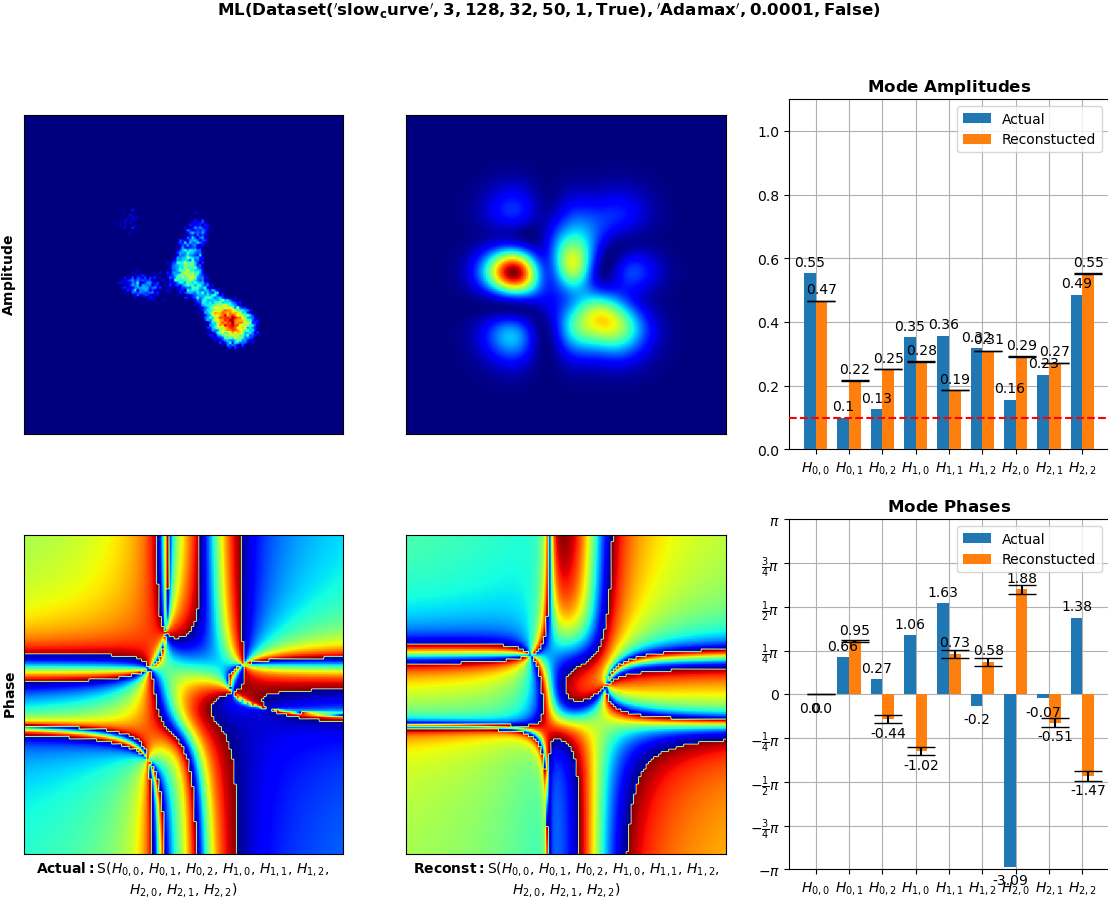 ML(Dataset('slow_curve', 3, 128, 32, 50, 1, True), 'Adamax', 0.0001, False)
Mode Amplitudes
Actual
Reconstucted
1.0
0.8
0.6
0.4
0.2
0.0
0.55
0.47
0.1
0.22
0.13
0.25
0.35
0.28
0.36
0.19
0.32
0.31
0.16
0.29
0.23
0.27
0.49
0.55
H0,0 H0,1 H0,2 H1,0 H1,1 H1,2 H2,0 H2,1 H2,2
Amplitude
Mode Phases
Actual
Reconstucted
π
3/4π
1/2π
1/4π
0
−1/4π
−1/2π
−3/4π
−π
0.0
0.0
0.66
0.95
0.27
-0.44
1.06
-1.02
1.63
0.73
-0.2
0.58
-3.09
1.88
-0.07
-0.51
1.38
-1.47
H0,0 H0,1 H0,2 H1,0 H1,1 H1,2 H2,0 H2,1 H2,2
Phase
Actual:S(H0,0, H0,1, H0,2, H1,0, H1,1, H1,2,
H2,0, H2,1, H2,2)
Reconst:S(H0,0, H0,1, H0,2, H1,0, H1,1, H1,2,
H2,0, H2,1, H2,2)